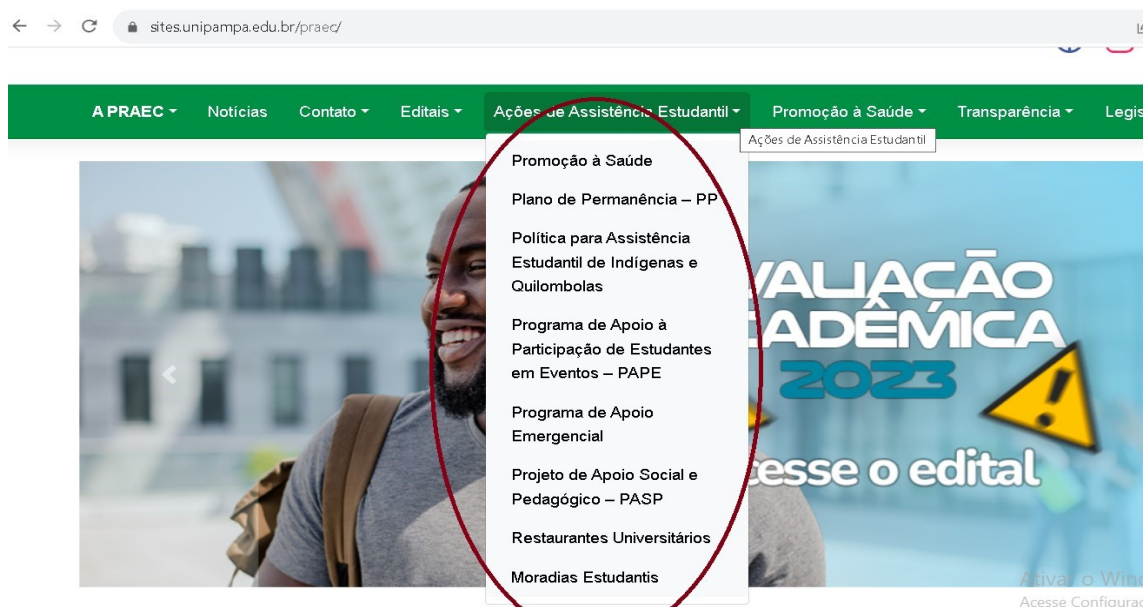 sites.unipampa.edu.br/praec/
A PRAEC Notícias Contato Editais Ações de Assistência Estudantil Promoção à Saúde Transparência Legis
Ações de Assistência Estudantil
Promoção à Saúde
Plano de Permanência – PP
Política para Assistência
Estudantil de Indígenas e
Quilombolas
Programa de Apoio à
Participação de Estudantes
em Eventos – PAPE
Programa de Apoio
Emergencial
Projeto de Apoio Social e
Pedagógico – PASP
Restaurantes Universitários
Moradias Estudantis
VALIAÇÃO
ADÊMICA
2023
cesse o edital
Ativar o Wind
Acesse Configuraç